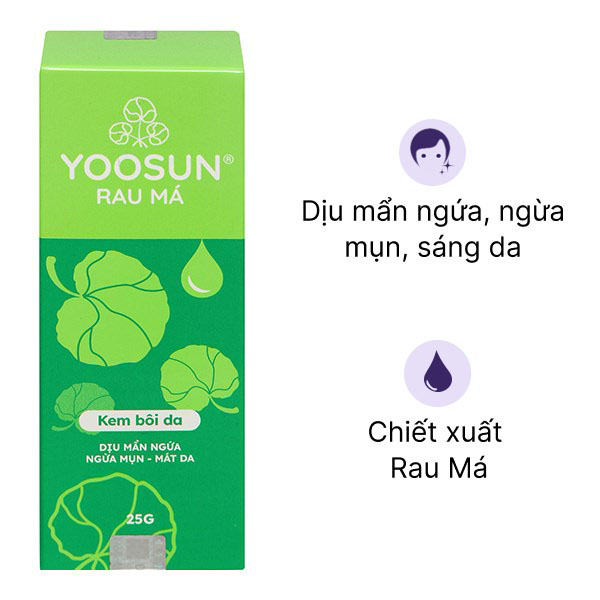 YOOSUN®
RAU MÁ
Kem bôi da
DỊU MẨN NGỨA
NGỪA MỤN - MÁT DA
25G
Dịu mẩn ngứa, ngừa
mụn, sáng da
Chiết xuất
Rau Má